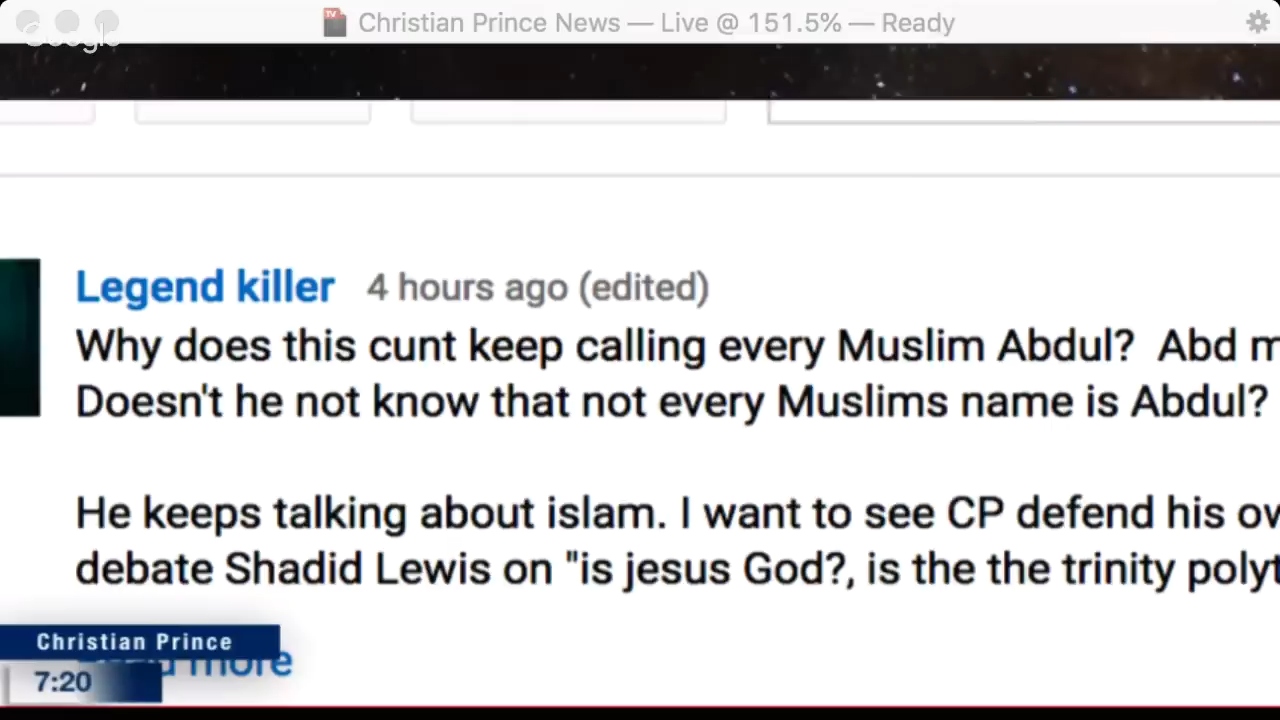 Christian Prince News — Live @ 151.5% — Ready
Google
Legend killer 4 hours ago (edited)
Why does this cunt keep calling every Muslim Abdul? Abd
Doesn't he not know that not every Muslims name is Abdul?
He keeps talking about islam. I want to see CP defend his
debate Shadid Lewis on "is jesus God?, is the the trinity
Christian Prince
more
7:20